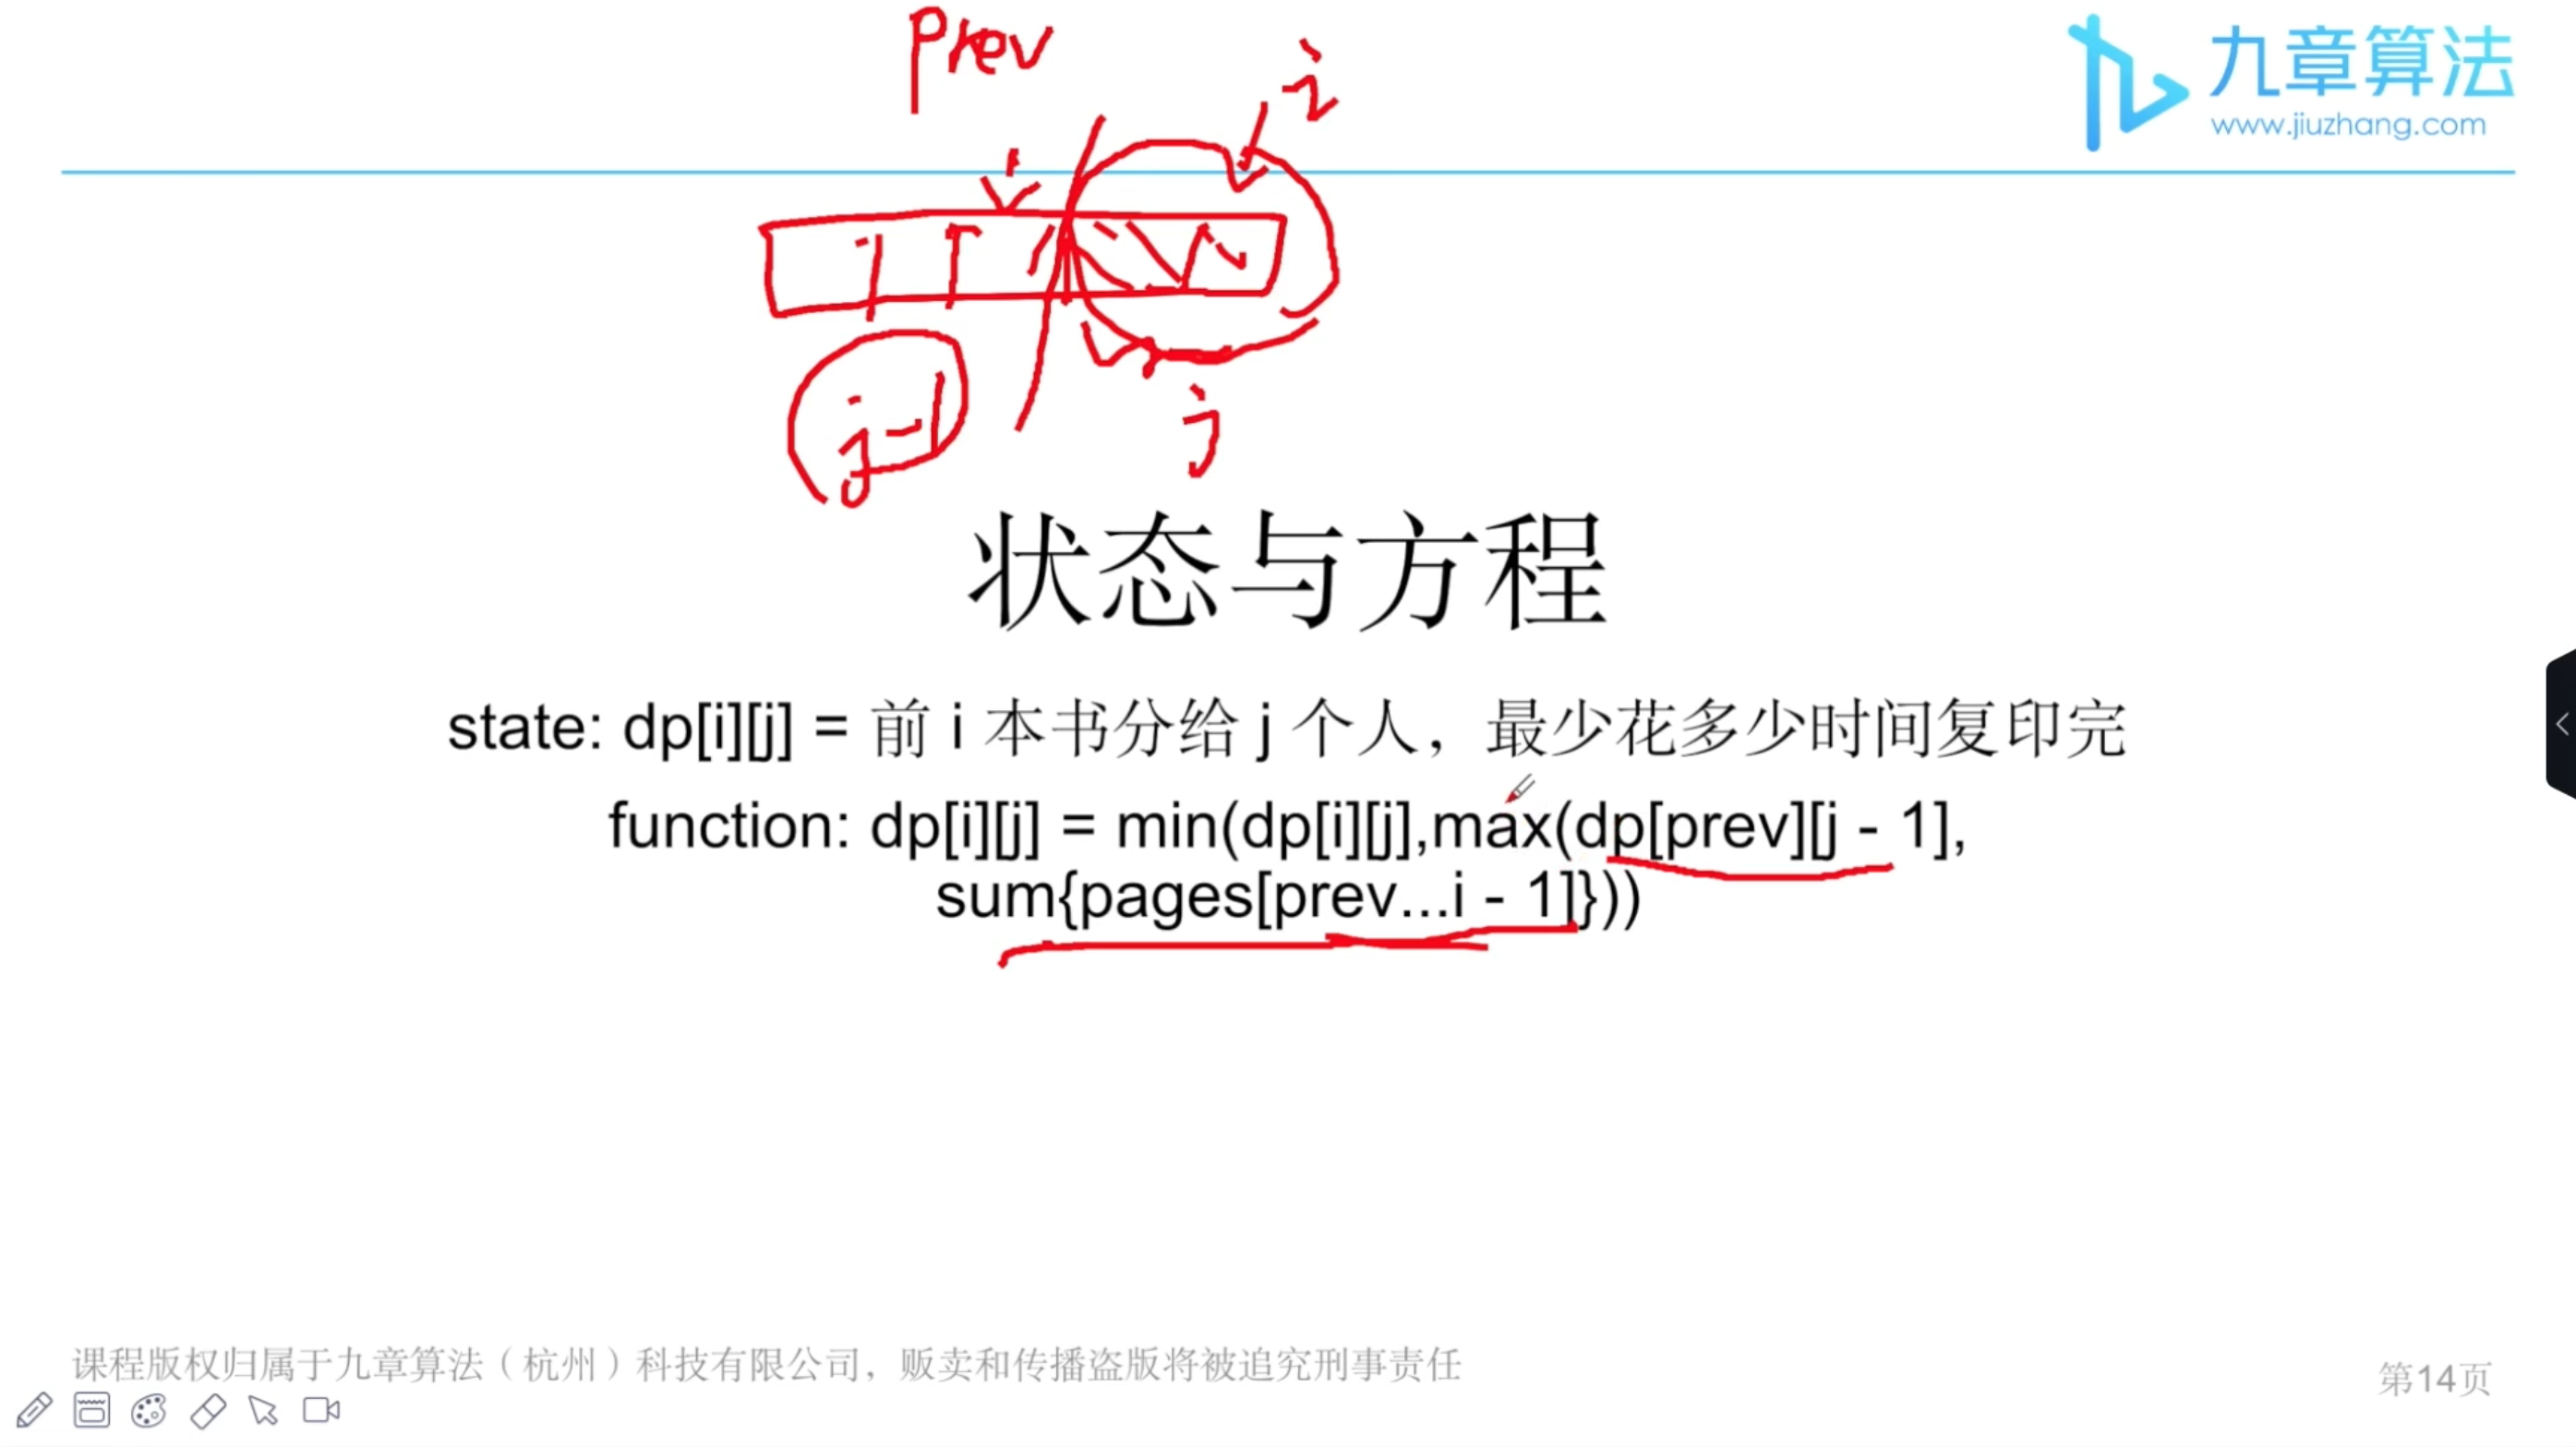 prev
i
九章算法
www.jiuzhang.com
j-1
j
状态与方程
state: dp[i][j] = 前 i 本书分给 j 个人，最少花多少时间复印完
function: dp[i][j] = min(dp[i][j],max(dp[prev][j - 1],
sum{pages[prev...i - 1]}))
课程版权归属于九章算法（杭州）科技有限公司，贩卖和传播盗版将被追究刑事责任
第14页